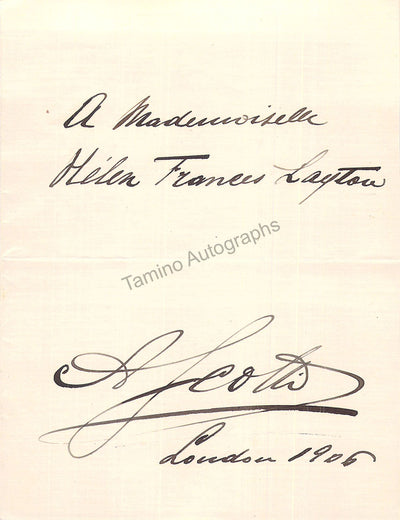 A Mademoiselle
Hélen Frances Layton
Tamino Autographs
A Scotti
London 1906